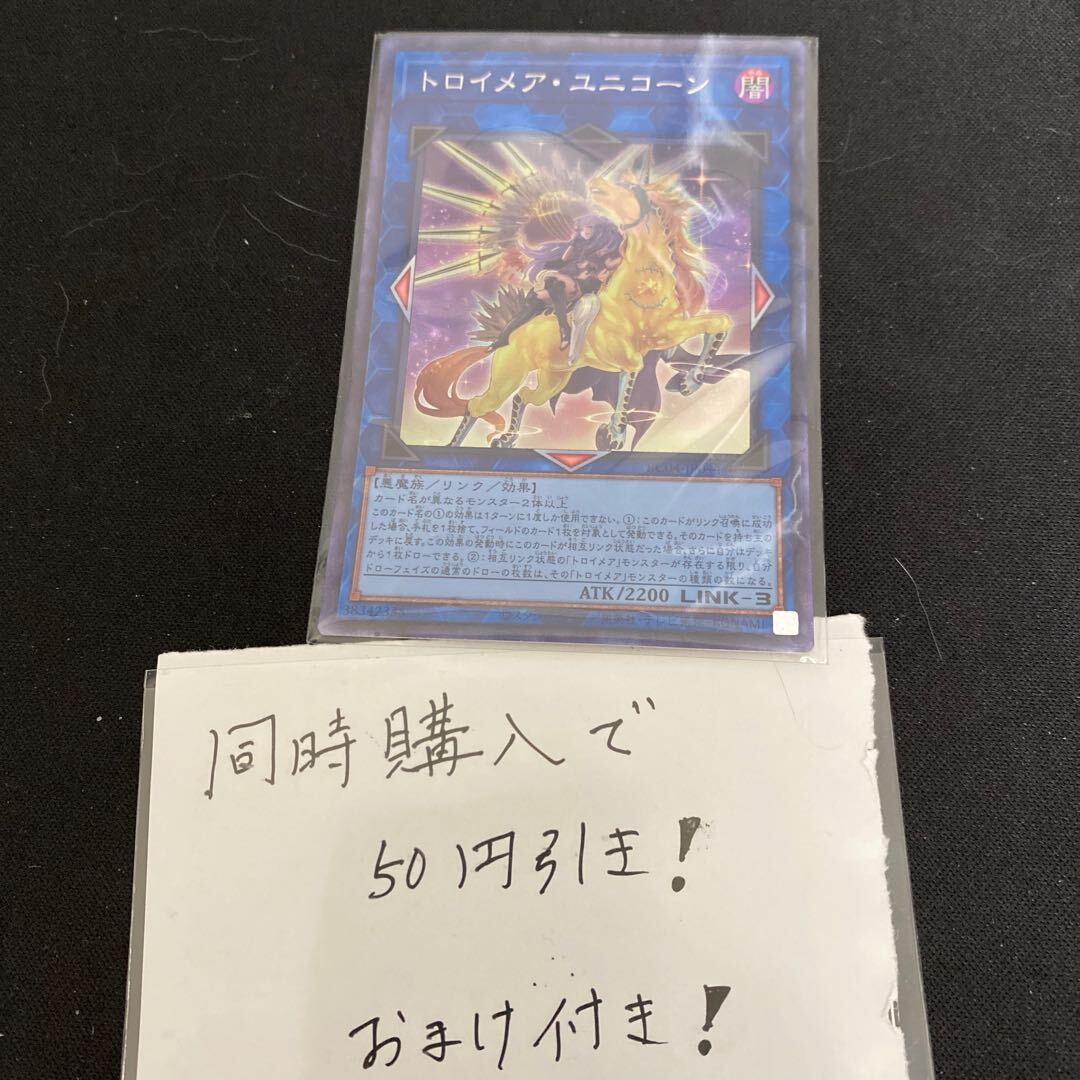 トロイメア・ユニコーン
闇
【悪魔族／リンク／効果】
カード名が異なるモンスター２体以上
このカード名の①の効果は１ターンに１度しか使用できない。①：このカードがリンク召喚に成功
した場合、手札を１枚捨て、フィールドのカード１枚を対象として発動できる。そのカードを持ち主の
デッキに戻す。この効果の発動時にこのカードが相互リンク状態だった場合、さらに自分はデッキ
から１枚ドローできる。②：相互リンク状態の「トロイメア」モンスターが存在する限り、自分
ドローフェイズの通常のドローの枚数は、その「トロイメア」モンスターの種類の数になる。
ATK/2200 LINK-3
同時購入で
50円引き！
おまけ付き！